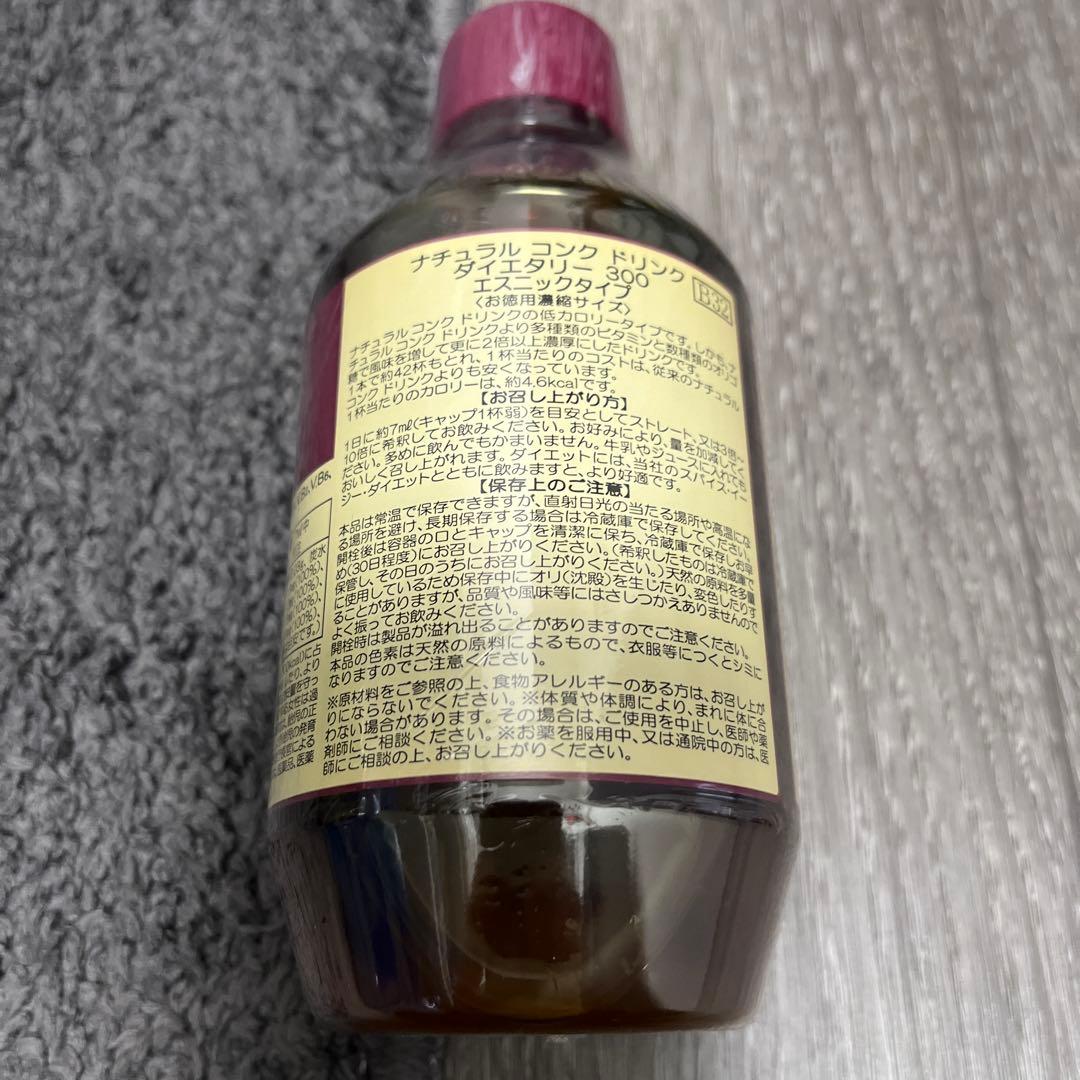 ナチュラル コンク ドリンク
ダイエタリー 300
エスニックタイプ
B32
〈お徳用濃縮サイズ〉
ナチュラル コンク ドリンクの低カロリータイプです。しかも、ナ
チュラル コンク ドリンクより多種類のビタミンと数種類のオリゴ
糖で風味を増して更に2倍以上濃厚にしたドリンクです。
1本で約42杯もとれ、1杯当たりのコストは、従来のナチュラル
コンク ドリンクよりも安くなっています。
1杯当たりのカロリーは、約4.6kcalです。
【お召し上がり方】
1日に約7mℓ(キャップ1杯弱)を目安としてストレート、又は3倍~
10倍に希釈してお飲みください。お好みにより、量を加減してく
ださい。多めに飲んでもかまいません。牛乳やジュースに入れても
おいしく召し上がれます。ダイエットには、当社のスパイス・イー
ジー・ダイエットとともに飲みますと、より好適です。
【保存上のご注意】
本品は常温で保存できますが、直射日光の当たる場所や高温にな
る場所を避け、長期保存する場合は冷蔵庫で保存してください。
開栓後は容器の口とキャップを清潔に保ち、冷蔵庫で保存しお早
め(30日程度)にお召し上がりください。(希釈したものは冷蔵庫で
保管し、その日のうちにお召し上がりください。)天然の原料を多量
に使用しているため保存中にオリ(沈殿)を生じたり、変色したりす
ることがありますが、品質や風味等にはさしつかえありませんので
よく振ってお飲みください。
開栓時は製品が溢れ出ることがありますのでご注意ください。
本品の色素は天然の原料によるもので、衣服等につくとシミに
なりますのでご注意ください。
※原材料をご参照の上、食物アレルギーのある方は、お召し上が
りにならないでください。※体質や体調により、まれに体に合
わない場合があります。その場合は、ご使用を中止し、医師や薬
剤師にご相談ください。※お薬を服用中、又は通院中の方は、医
師にご相談の上、お召し上がりください。